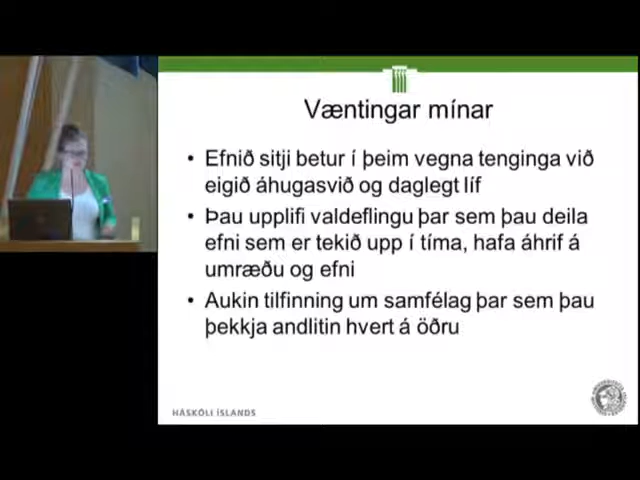 Væntingar mínar
• Efnið sitji betur í þeim vegna tenginga við
eigið áhugasvið og daglegt líf
• Þau upplifi valdeflingu þar sem þau deila
efni sem er tekið upp í tíma, hafa áhrif á
umræðu og efni
• Aukin tilfinning um samfélag þar sem þau
þekkja andlitin hvert á öðru
HÁSKÓLI ÍSLANDS